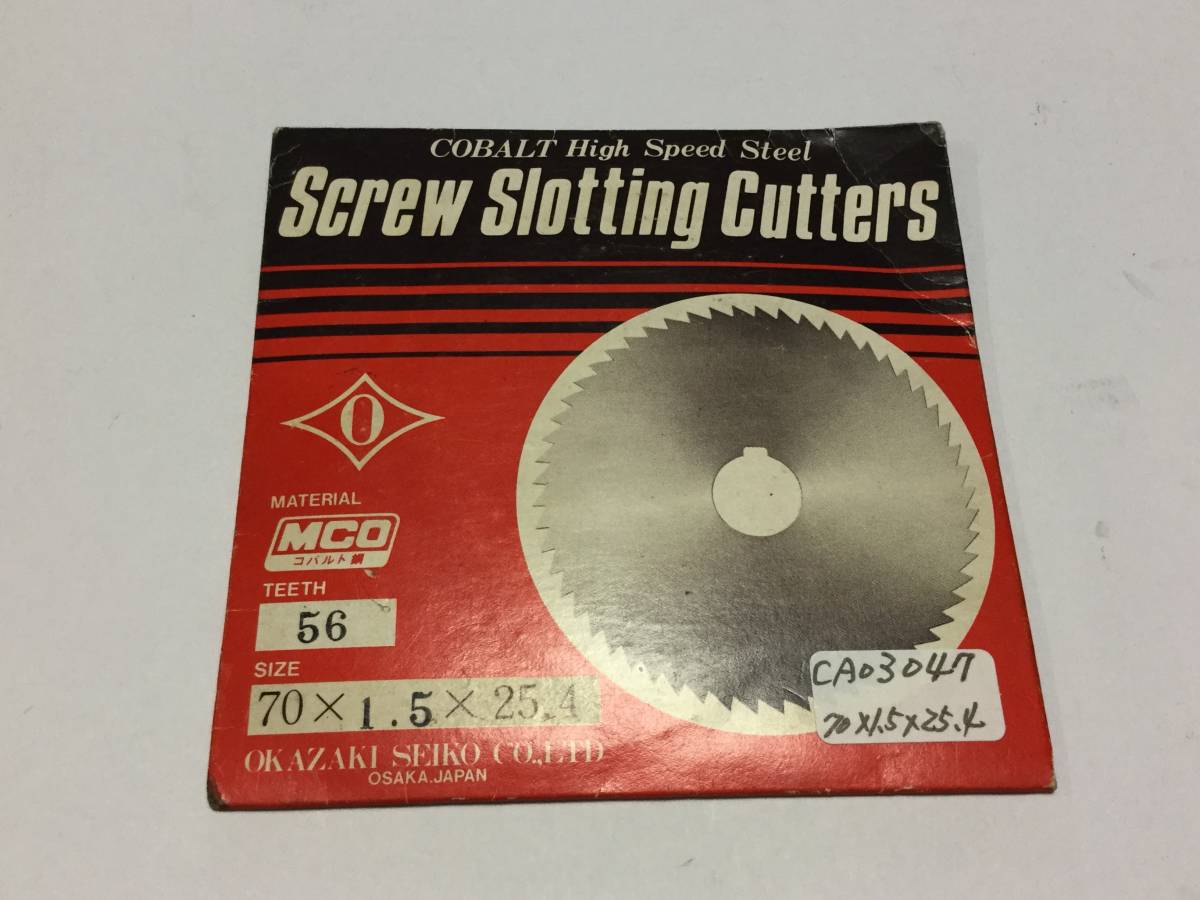 COBALT High Speed Steel
Screw Slotting Cutters
O
MATERIAL
MCO
コバルト鋼
TEETH
56
SIZE
70 × 1.5 × 25.4
OKAZAKI SEIKO CO.,LTD
OSAKA.JAPAN
CA03047
70×1.5×25.4